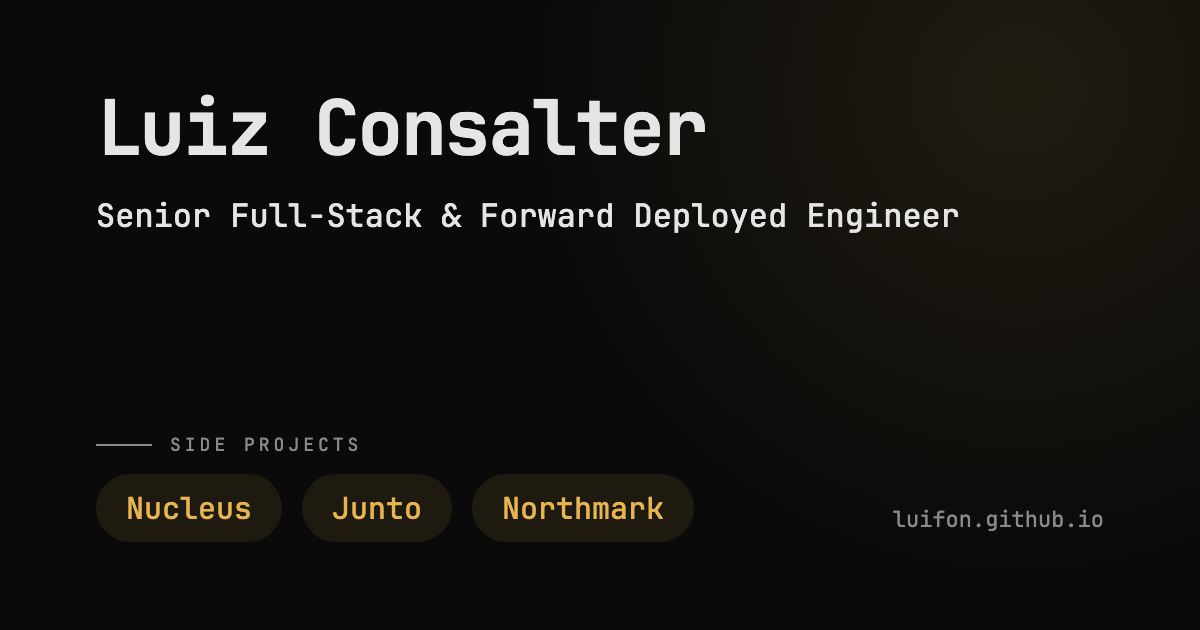 Luiz Consalter
Senior Full-Stack & Forward Deployed Engineer
SIDE PROJECTS
Nucleus Junto Northmark
luifon.github.io